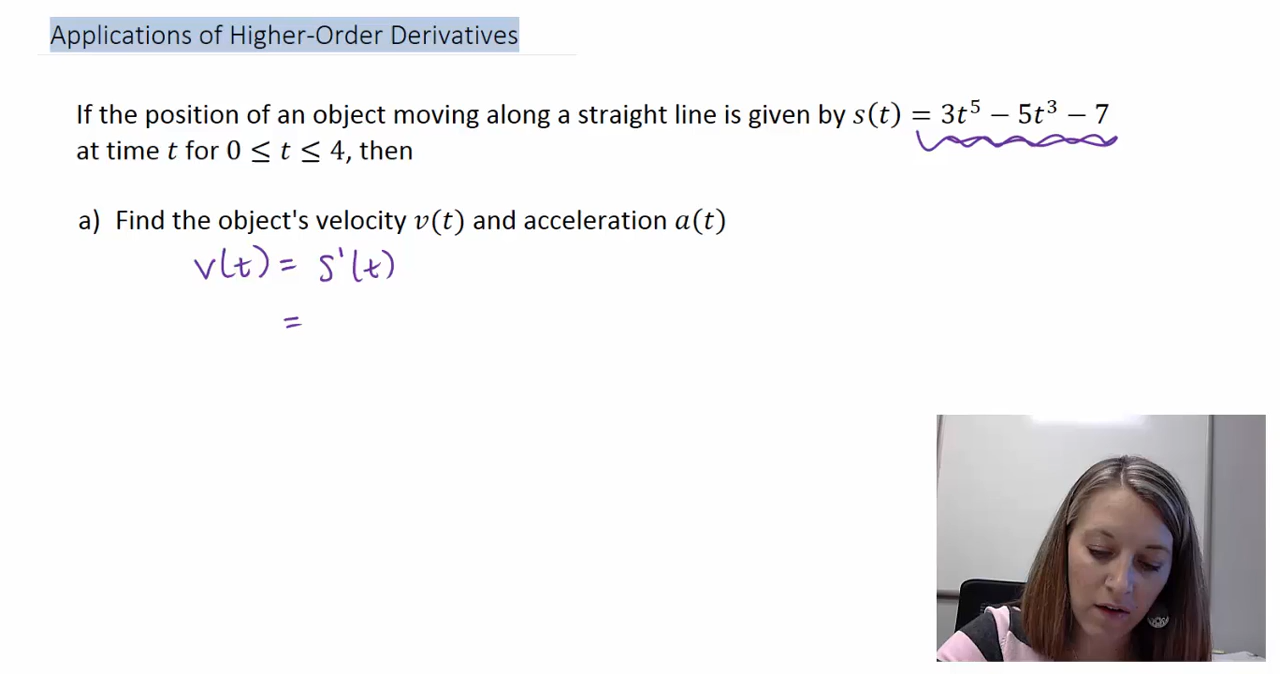 Applications of Higher-Order Derivatives
If the position of an object moving along a straight line is given by s(t) = 3t⁵ − 5t³ − 7
at time t for 0 ≤ t ≤ 4, then
a) Find the object's velocity v(t) and acceleration a(t)
v(t) = s'(t)
=